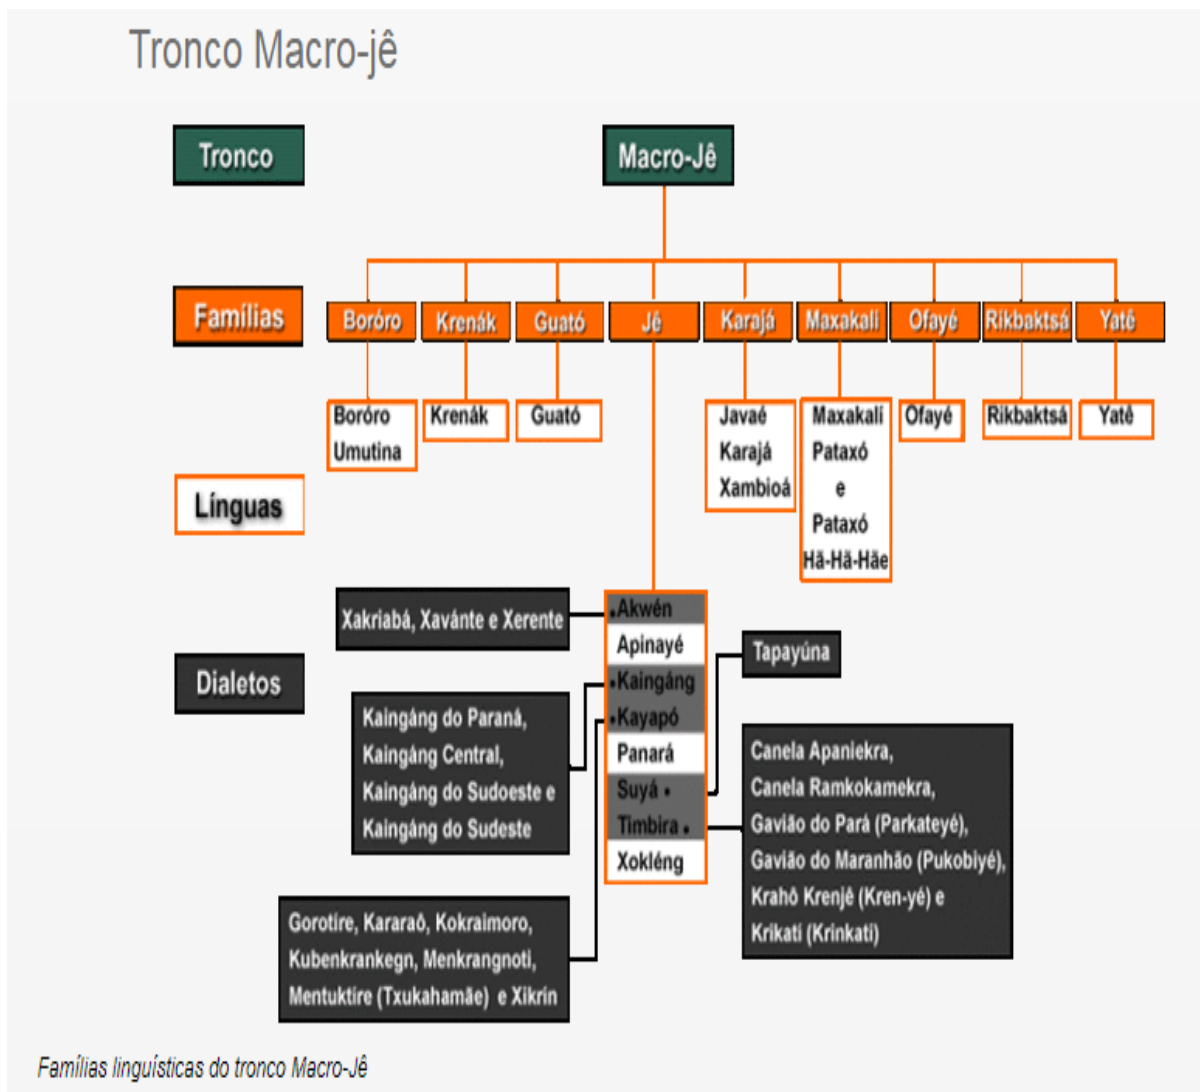 Tronco Macro-jê
Tronco
Macro-Jê
Famílias
Boróro
Krenák
Guató
Jê
Karajá
Maxakalí
Ofayé
Rikbaktsá
Yatê
Boróro
Umutina
Krenák
Guató
Javaé
Karajá
Xambioá
Maxakalí
Pataxó
e
Pataxó
Hã-Hã-Hãe
Ofayé
Rikbaktsá
Yatê
Línguas
Dialetos
Xakriabá, Xavánte e Xerente
Kaingáng do Paraná,
Kaingáng Central,
Kaingáng do Sudoeste e
Kaingáng do Sudeste
Gorotire, Kararaô, Kokraimoro,
Kubenkrankegn, Menkrangnoti,
Mentuktire (Txukahamãe) e Xikrin
Akwén
Apinayé
Kaingáng
Kayapó
Panará
Suyá
Timbira
Xokléng
Tapayúna
Canela Apaniekra,
Canela Ramkokamekra,
Gavião do Pará (Parkateyé),
Gavião do Maranhão (Pukobiyé),
Krahô Krenjê (Kren-yé) e
Krikati (Krinkati)
Famílias linguísticas do tronco Macro-Jê